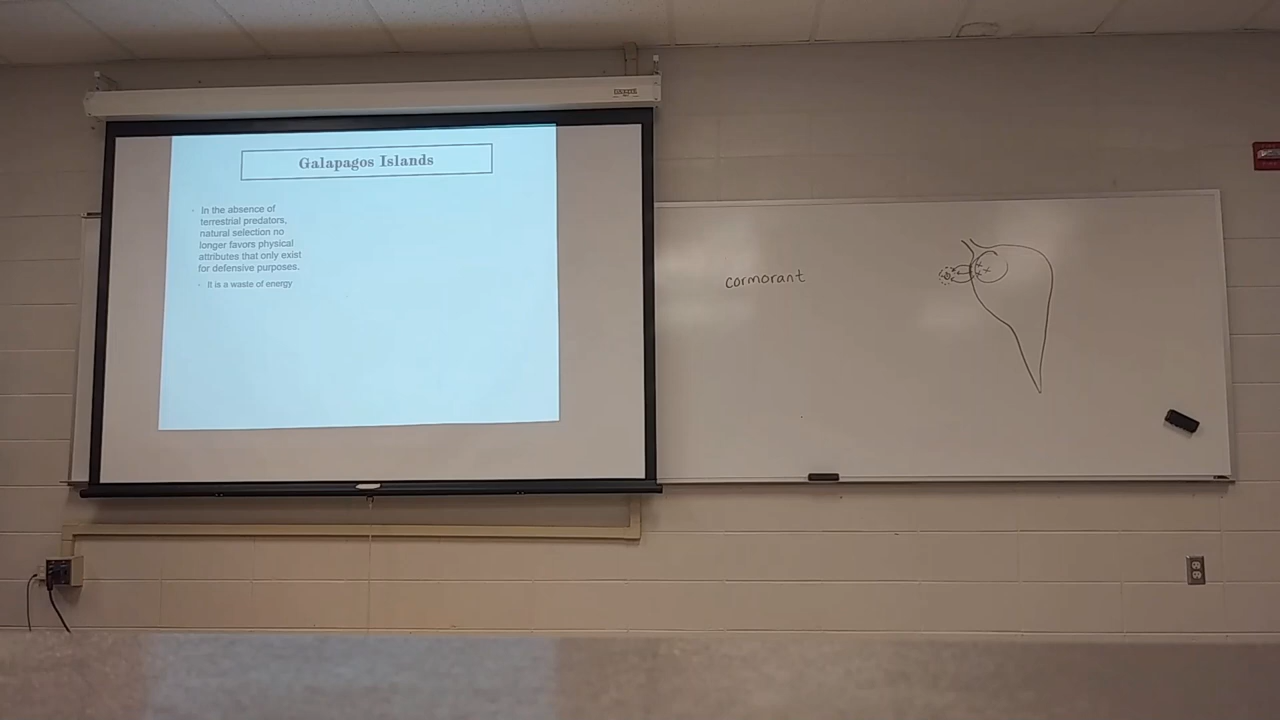 Galapagos Islands
In the absence of
terrestrial predators,
natural selection no
longer favors physical
attributes that only exist
for defensive purposes.
It is a waste of energy
cormorant